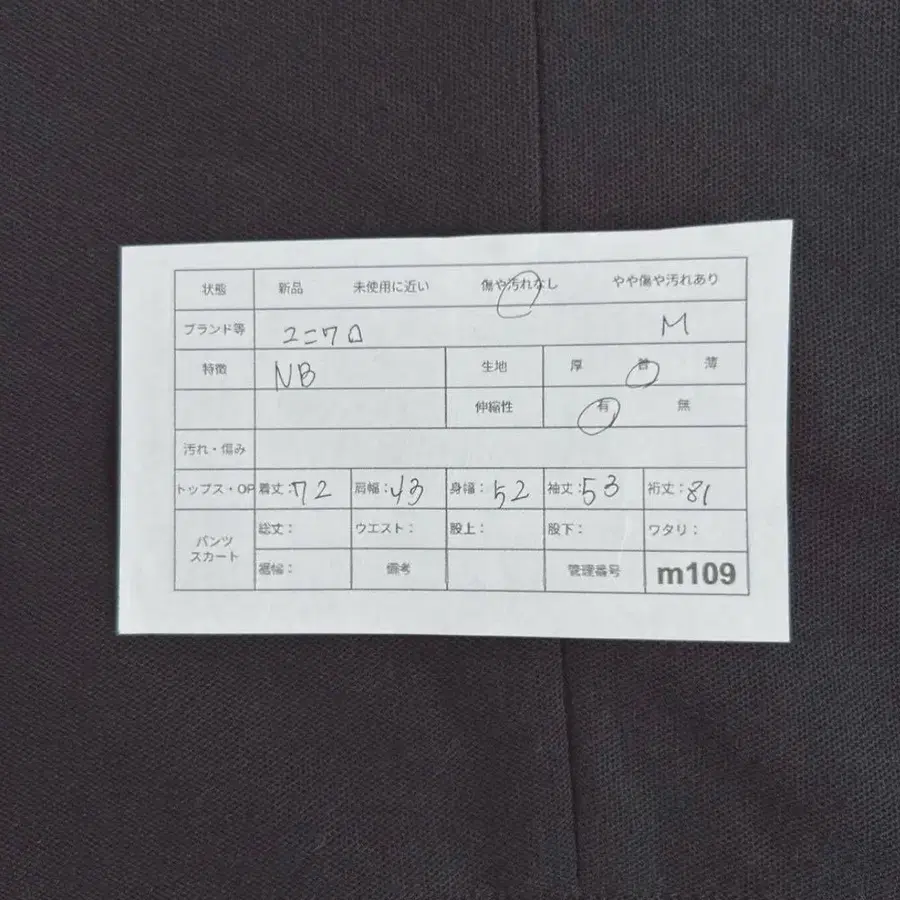 状態 新品 未使用に近い 傷や汚れなし やや傷や汚れあり
ブランド等 ユニクロ M
特徴 NB 生地 厚 普 薄
伸縮性 有 無
汚れ・傷み
トップス・OP 着丈:72 肩幅:43 身幅:52 袖丈:53 裄丈:81
パンツ スカート 総丈: ウエスト: 股上: 股下: ワタリ:
裾幅: 備考 管理番号 m109